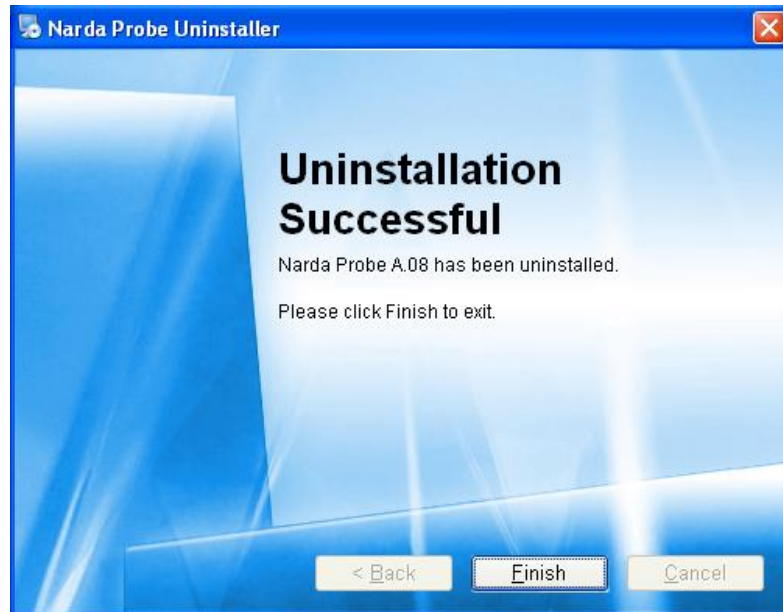 Narda Probe Uninstaller
Uninstallation
Successful
Narda Probe A.08 has been uninstalled.
Please click Finish to exit.
< Back
Finish
Cancel